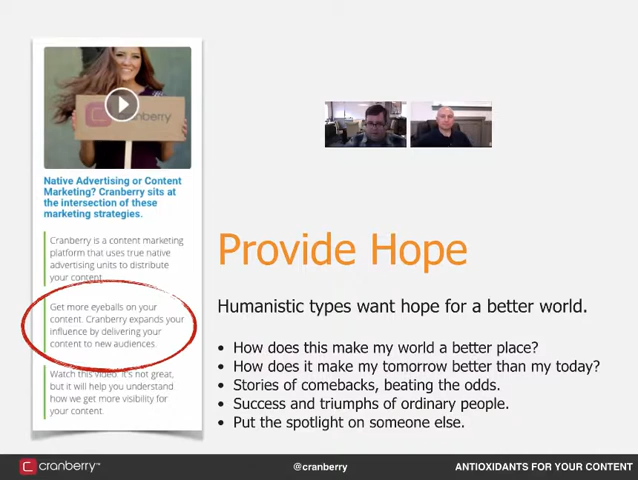 cranberry
Native Advertising or Content
Marketing? Cranberry sits at
the intersection of these
marketing strategies.
Cranberry is a content marketing
platform that uses true native
advertising units to distribute
your content.
Get more eyeballs on your
content. Cranberry expands your
influence by delivering your
content to new audiences.
Watch this video. It's not great,
but it will help you understand
how we get more visibility for
your content.
Provide Hope
Humanistic types want hope for a better world.
• How does this make my world a better place?
• How does it make my tomorrow better than my today?
• Stories of comebacks, beating the odds.
• Success and triumphs of ordinary people.
• Put the spotlight on someone else.
cranberry™
@cranberry
ANTIOXIDANTS FOR YOUR CONTENT